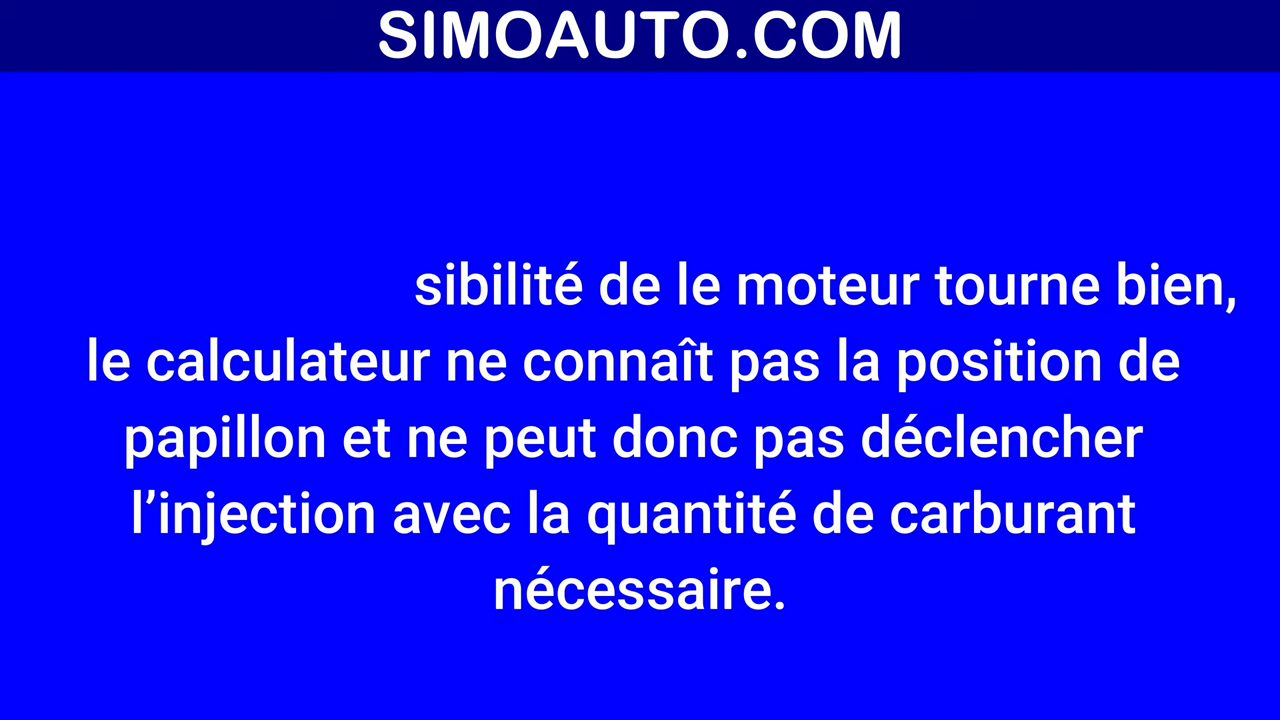 SIMOAUTO.COM
sibilité de le moteur tourne bien,
le calculateur ne connaît pas la position de
papillon et ne peut donc pas déclencher
l’injection avec la quantité de carburant
nécessaire.